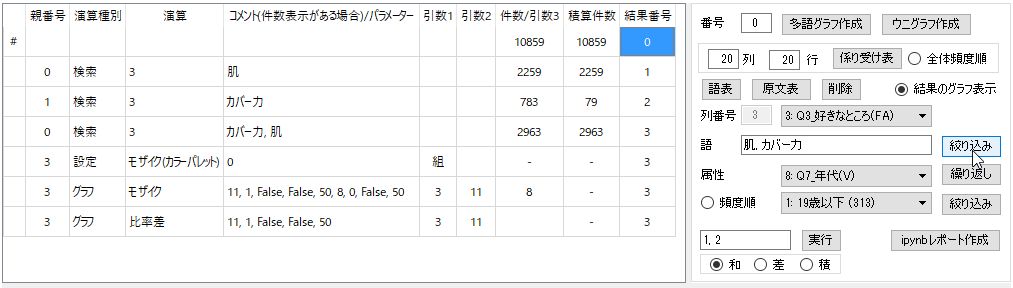 親番号 演算種別 演算 コメント(件数表示がある場合)//パラメーター 引数1 引数2 件数/引数3 積算件数 結果番号
# 10859 10859 0
0 検索 3 肌 2259 2259 1
1 検索 3 カバー力 783 79 2
0 検索 3 カバー力, 肌 2963 2963 3
3 設定 モザイク(カラーパレット) 0 組 - - 3
3 グラフ モザイク 11, 1, False, False, 50, 8, 0, False, 50 3 11 8 - 3
3 グラフ 比率差 11, 1, False, False, 50 3 11 - 3
番号 0 多語グラフ作成 ウニグラフ作成
20 列 20 行 係り受け表 全体頻度順
語表 原文表 削除 結果のグラフ表示
列番号 3 3: Q3_好きなところ(FA)
語 肌, カバー力 絞り込み
属性 8: Q7_年代(V) 繰り返し
頻度順 1: 19歳以下 (313) 絞り込み
1, 2 実行 ipynbレポート作成
和 差 積